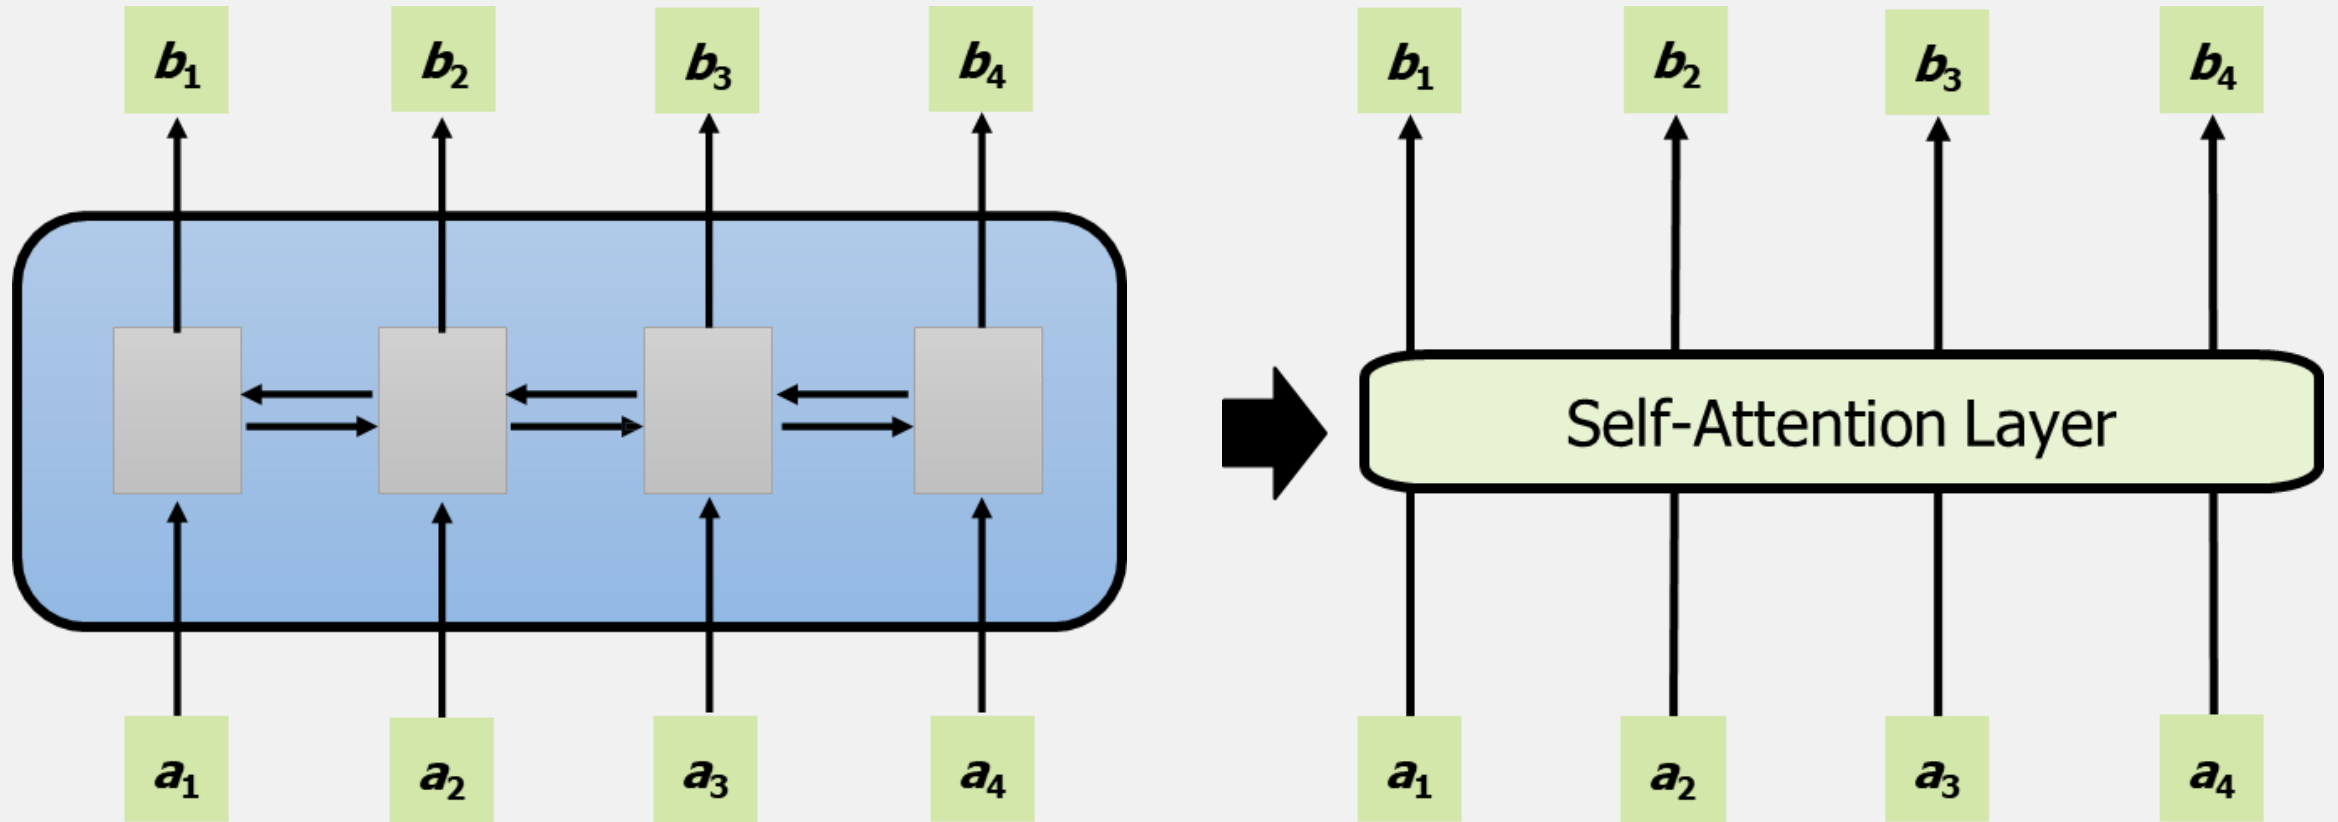 b1 b2 b3 b4 b1 b2 b3 b4
Self-Attention Layer
a1 a2 a3 a4 a1 a2 a3 a4